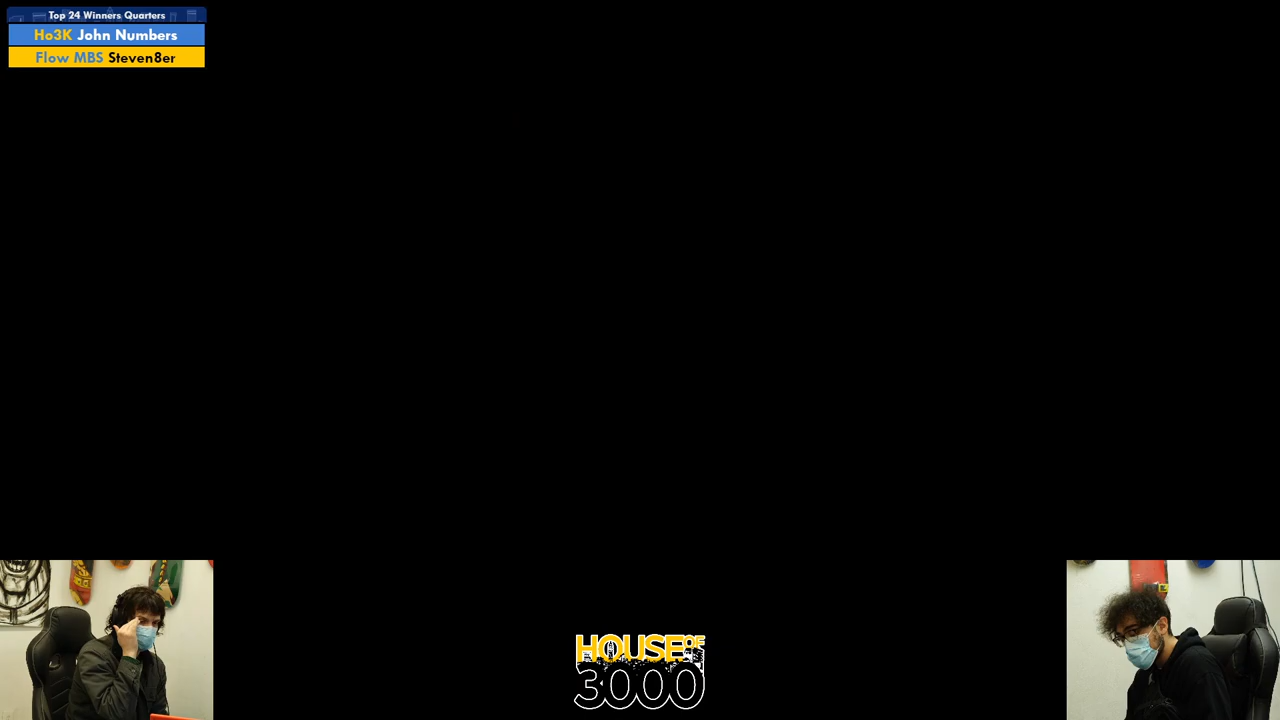 Top 24 Winners Quarters
Ho3K John Numbers
Flow MBS Steven8er
HOUSE OF
3000